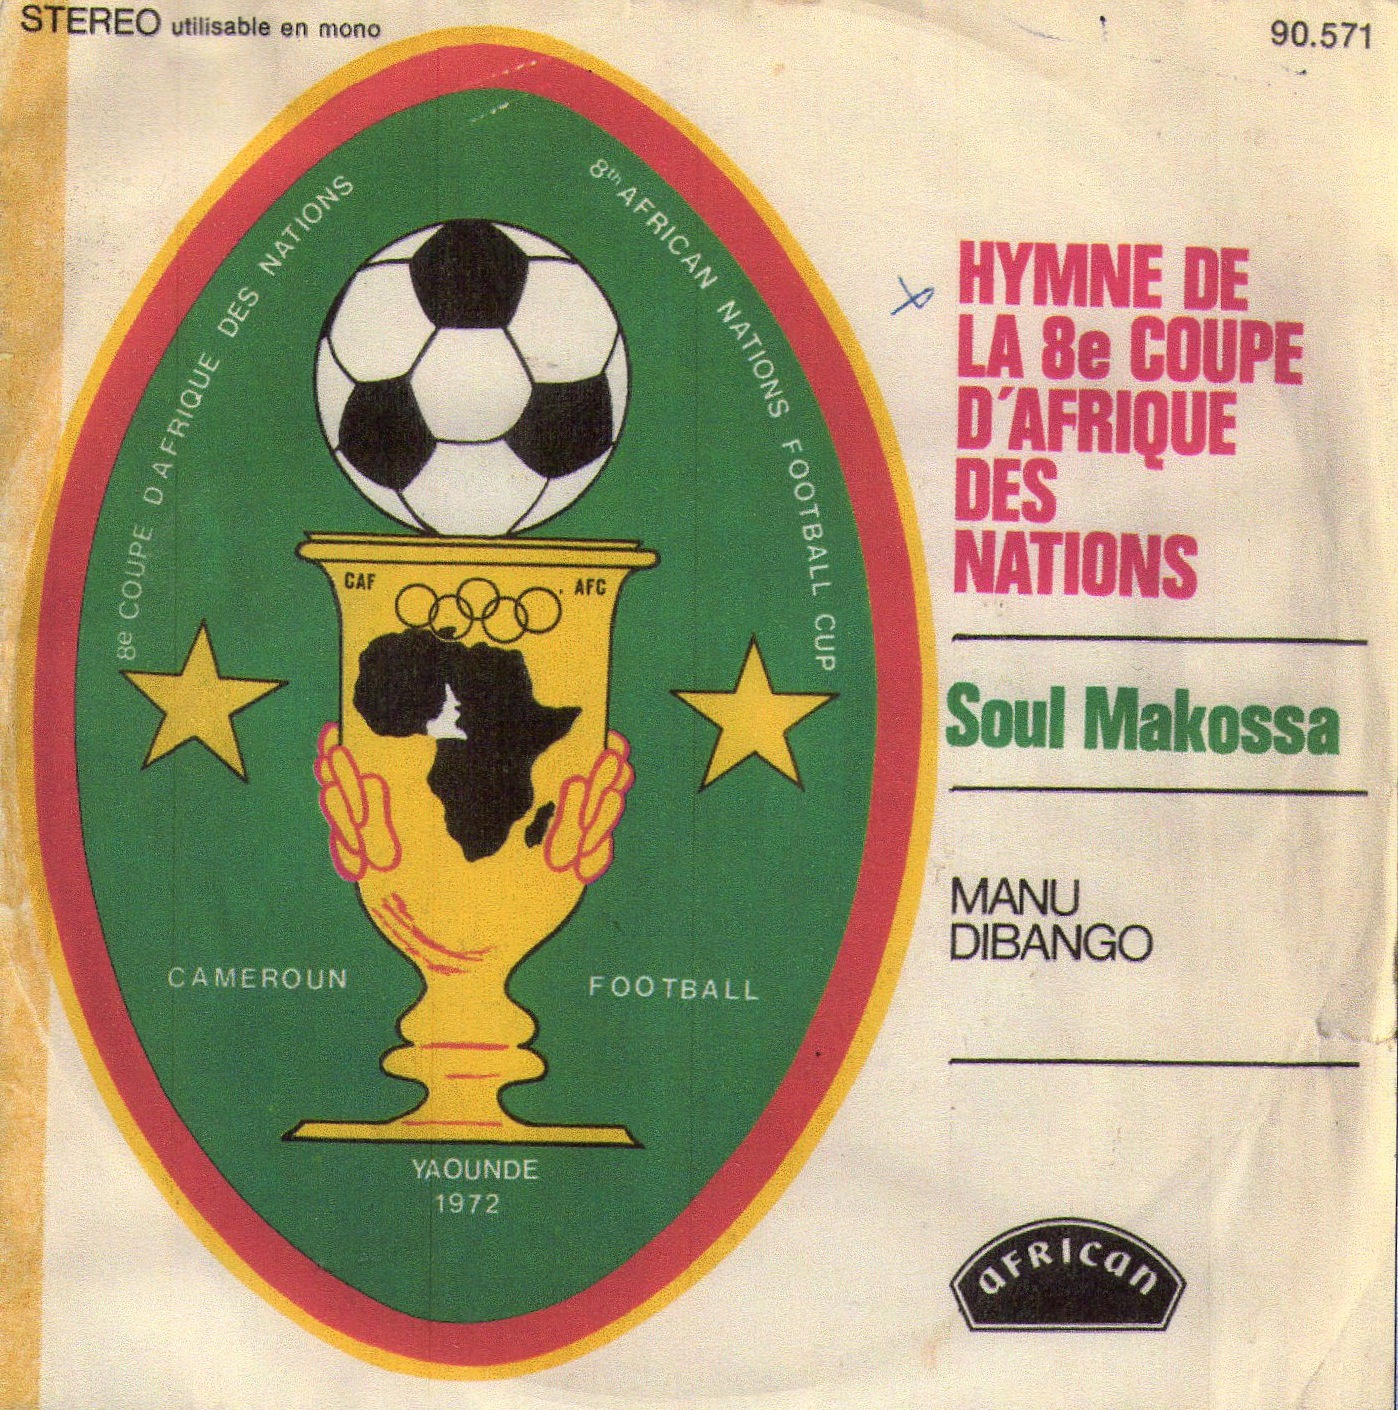 STEREO utilisable en mono
90.571
8e COUPE D'AFRIQUE DES NATIONS
8th AFRICAN NATIONS FOOTBALL CUP
CAF
AFC
CAMEROUN
FOOTBALL
YAOUNDE
1972
HYMNE DE
LA 8e COUPE
D'AFRIQUE
DES
NATIONS
Soul Makossa
MANU
DIBANGO
aFRICan